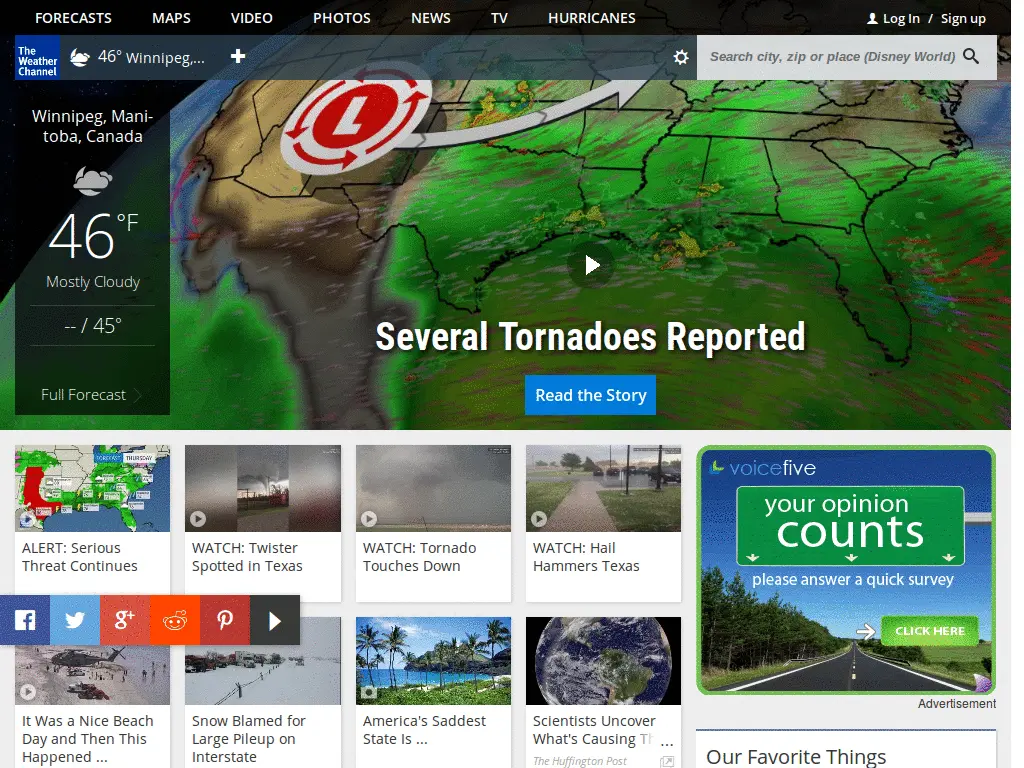 FORECASTS MAPS VIDEO PHOTOS NEWS TV HURRICANES Log In / Sign up
The
Weather
Channel
46° Winnipeg,...
Search city, zip or place (Disney World)
Winnipeg, Mani-
toba, Canada
46°F
Mostly Cloudy
-- / 45°
Full Forecast
L
Several Tornadoes Reported
Read the Story
FORECAST THURSDAY
ALERT: Serious
Threat Continues
WATCH: Twister
Spotted in Texas
WATCH: Tornado
Touches Down
WATCH: Hail
Hammers Texas
voicefive
your opinion
counts
please answer a quick survey
CLICK HERE
Advertisement
It Was a Nice Beach
Day and Then This
Happened ...
Snow Blamed for
Large Pileup on
Interstate
America's Saddest
State Is ...
Scientists Uncover
What's Causing Th...
The Huffington Post
Our Favorite Things